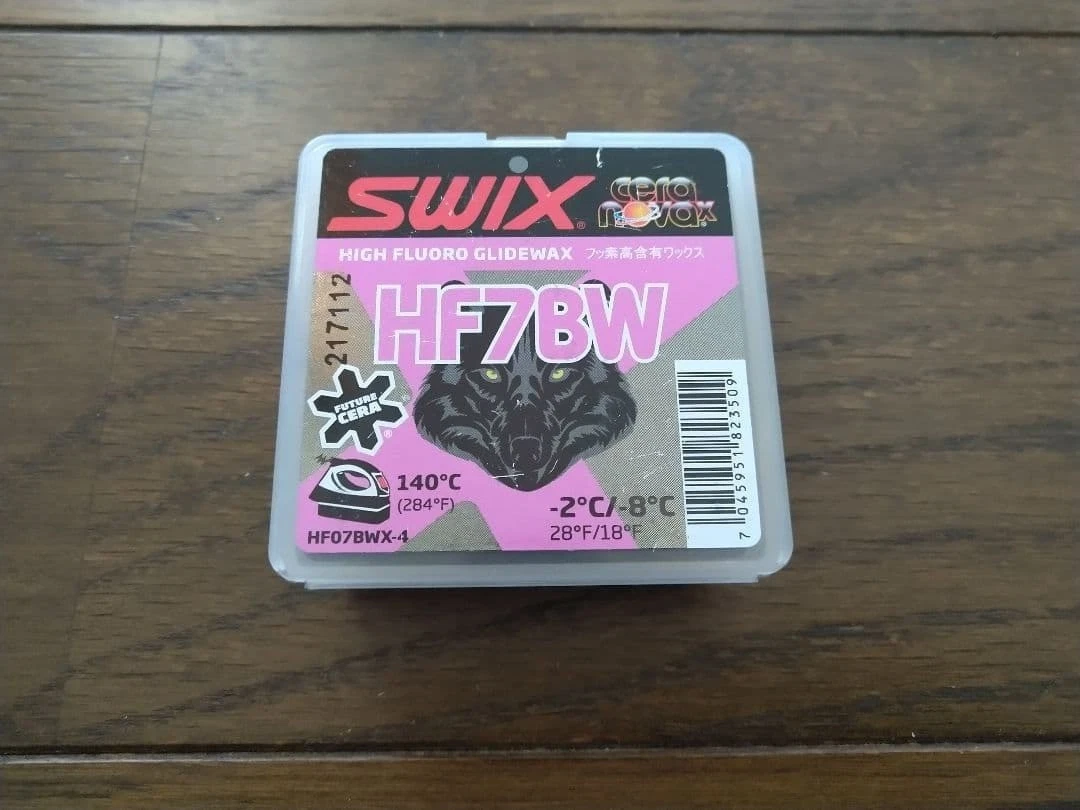 SWIX®
cera
novax®
HIGH FLUORO GLIDEWAX フッ素高含有ワックス
217112
HF7BW
FUTURE
CERA
®
140°C
(284°F)
HF07BWX-4
-2°C/-8°C
28°F/18°F
7 045951 823509